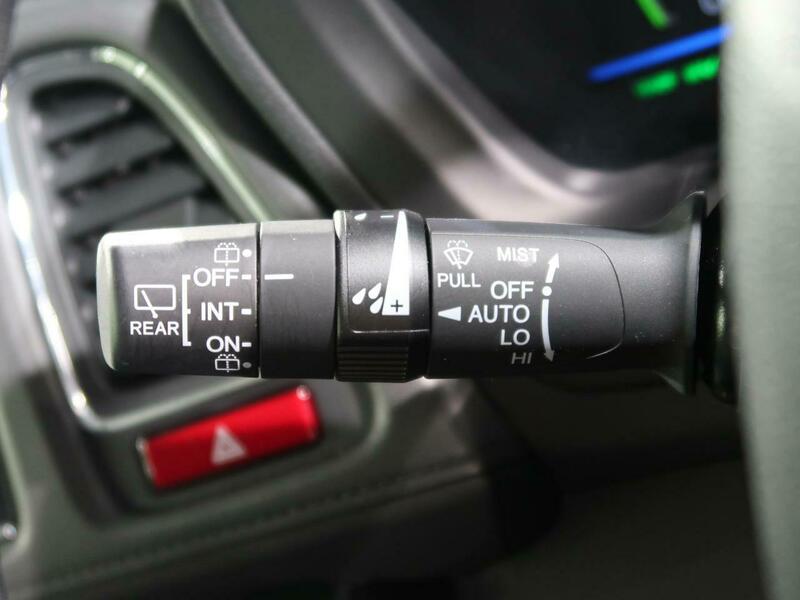 REAR
OFF
INT
ON
-
+
PULL
MIST
OFF
AUTO
LO
HI